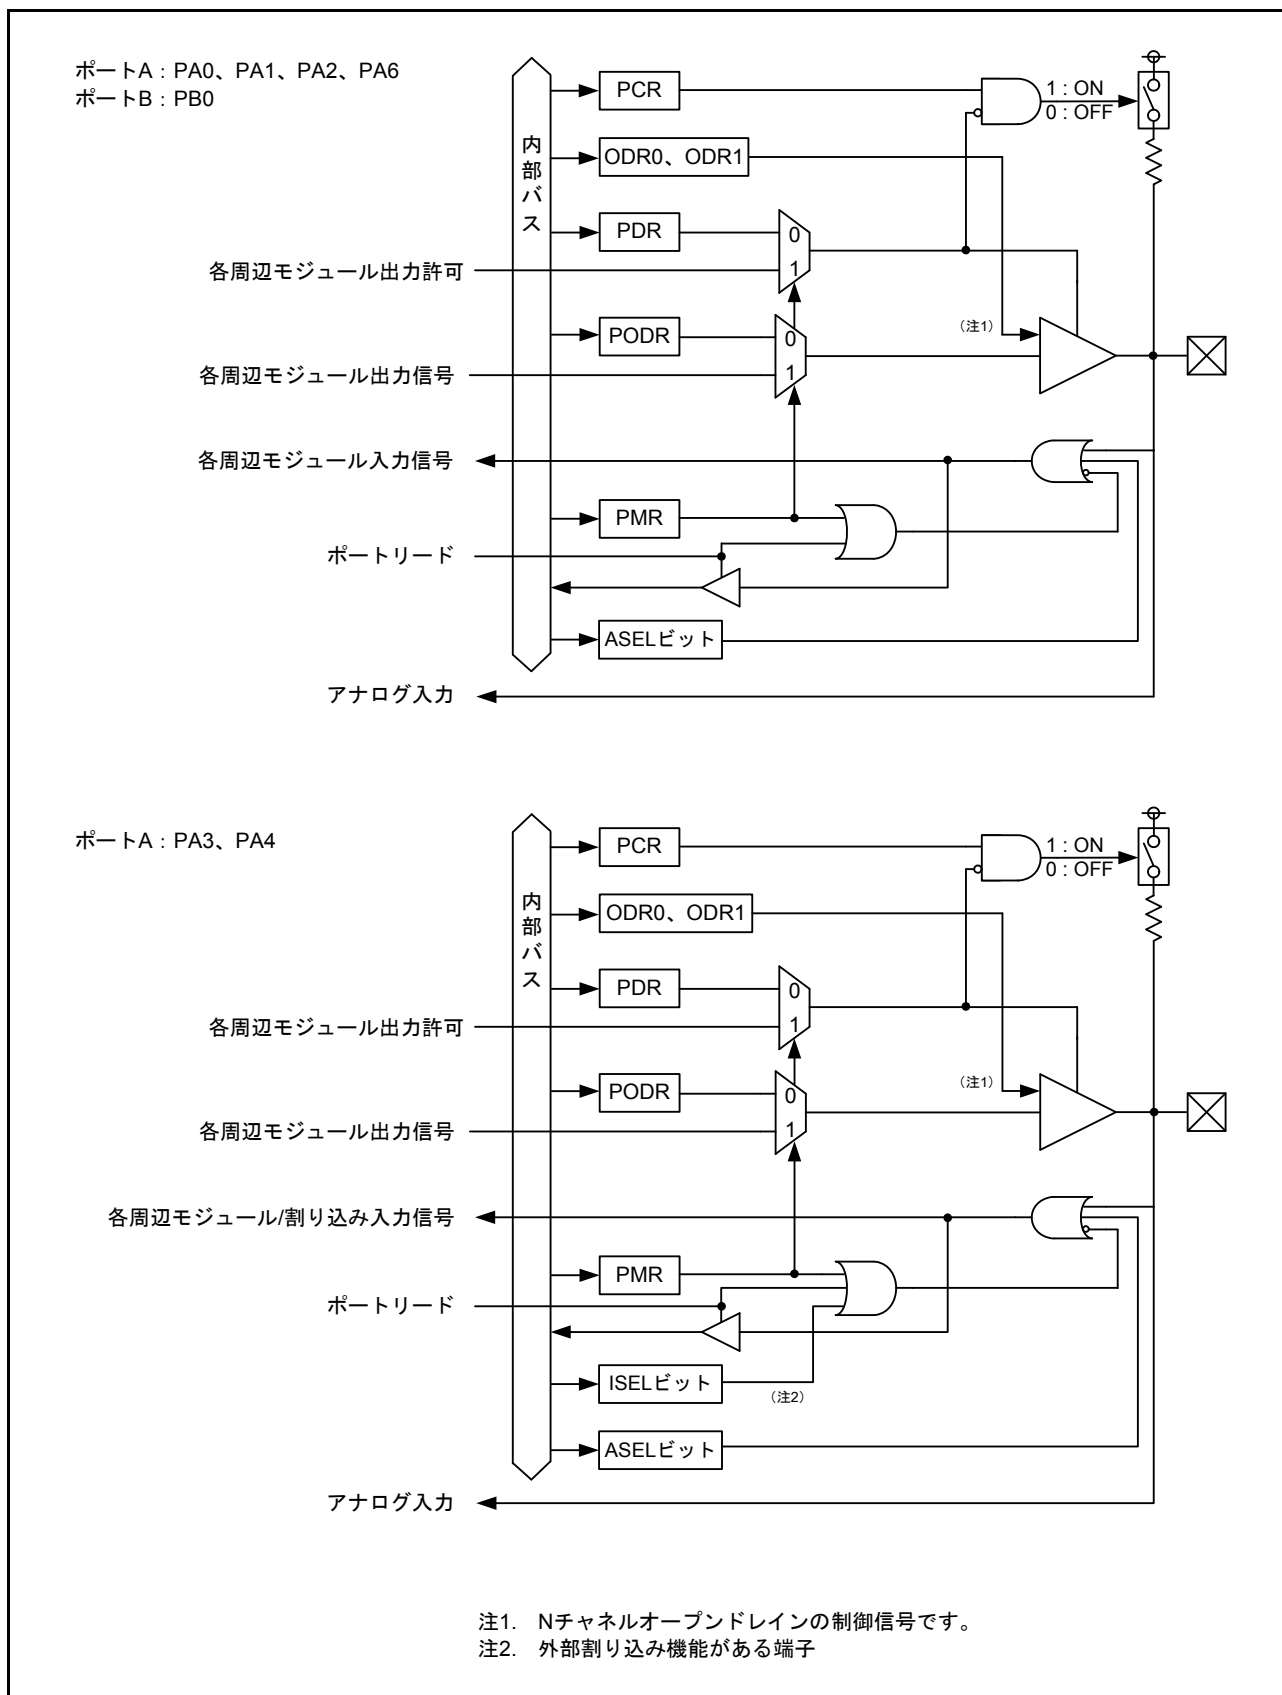 ポートA：PA0、PA1、PA2、PA6
ポートB：PB0
内部バス
PCR
1 : ON
0 : OFF
ODR0、ODR1
PDR
0
1
各周辺モジュール出力許可
PODR
0
1
（注1）
各周辺モジュール出力信号
各周辺モジュール入力信号
PMR
ポートリード
ASELビット
アナログ入力
ポートA：PA3、PA4
内部バス
PCR
1 : ON
0 : OFF
ODR0、ODR1
PDR
0
1
各周辺モジュール出力許可
PODR
0
1
（注1）
各周辺モジュール出力信号
各周辺モジュール/割り込み入力信号
PMR
ポートリード
ISELビット
（注2）
ASELビット
アナログ入力
注1. Nチャネルオープンドレインの制御信号です。
注2. 外部割り込み機能がある端子